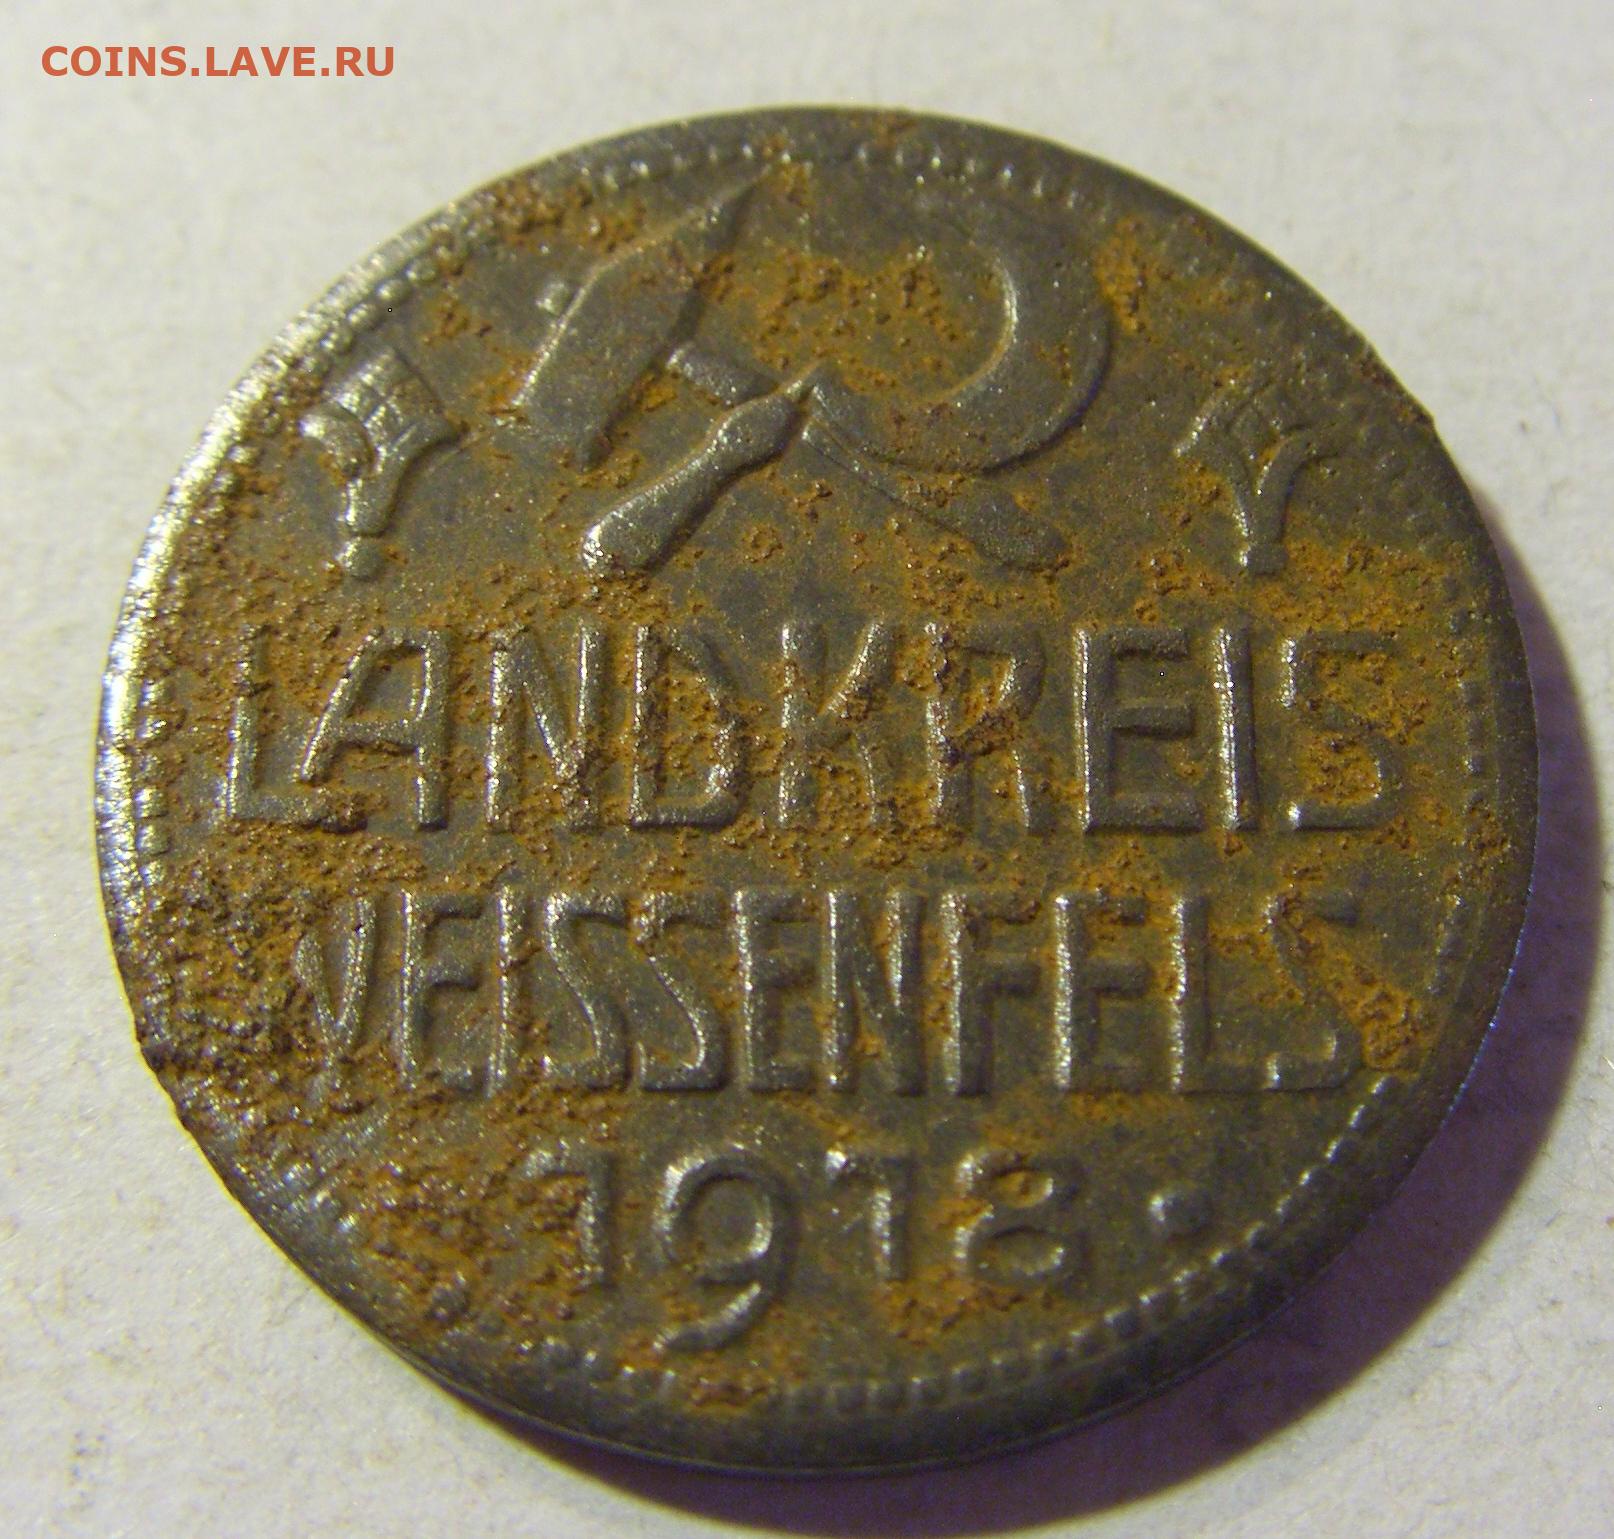 COINS.LAVE.RU
LANDKREIS
WEISSENFELS
1918